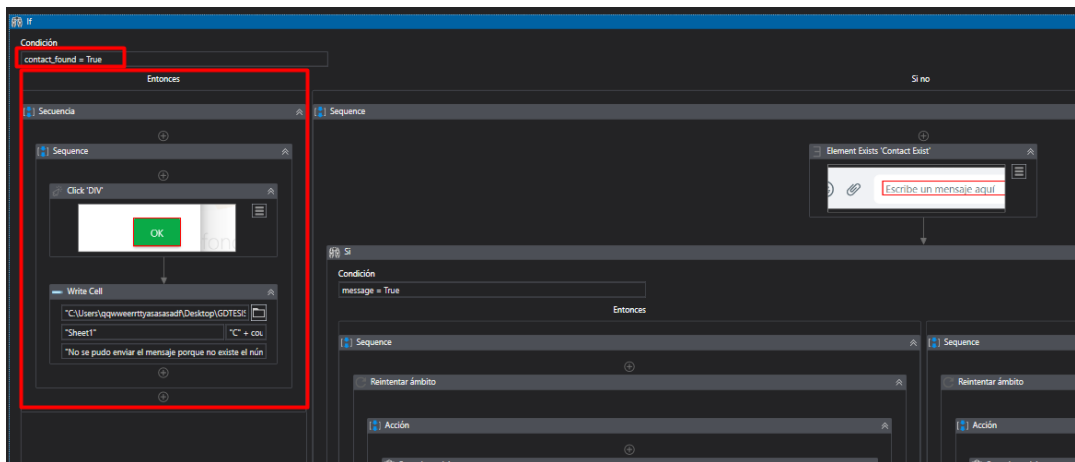 If
Condición
contact_found = True
Entonces
Si no
Secuencia
Sequence
Sequence
Element Exists 'Contact Exist'
Click 'DIV'
Escribe un mensaje aquí
OK
Si
Condición
message = True
Entonces
Write Cell
"C:\Users\qqwweerrttyasasasadf\Desktop\GDTESIS
"Sheet1"
"C" + cou
"No se pudo enviar el mensaje porque no existe el núm
Sequence
Sequence
Reintentar ámbito
Reintentar ámbito
Acción
Acción